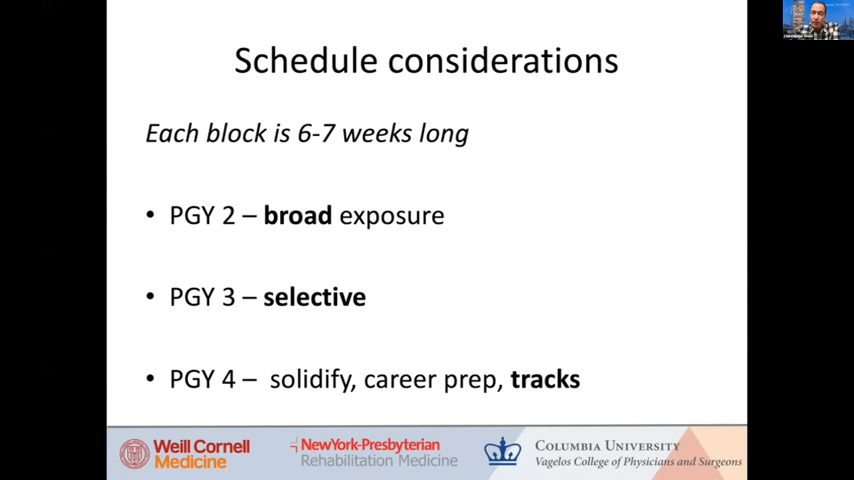 Schedule considerations
Each block is 6-7 weeks long
• PGY 2 – broad exposure
• PGY 3 – selective
• PGY 4 – solidify, career prep, tracks
Weill Cornell
Medicine
NewYork-Presbyterian
Rehabilitation Medicine
COLUMBIA UNIVERSITY
Vagelos College of Physicians and Surgeons